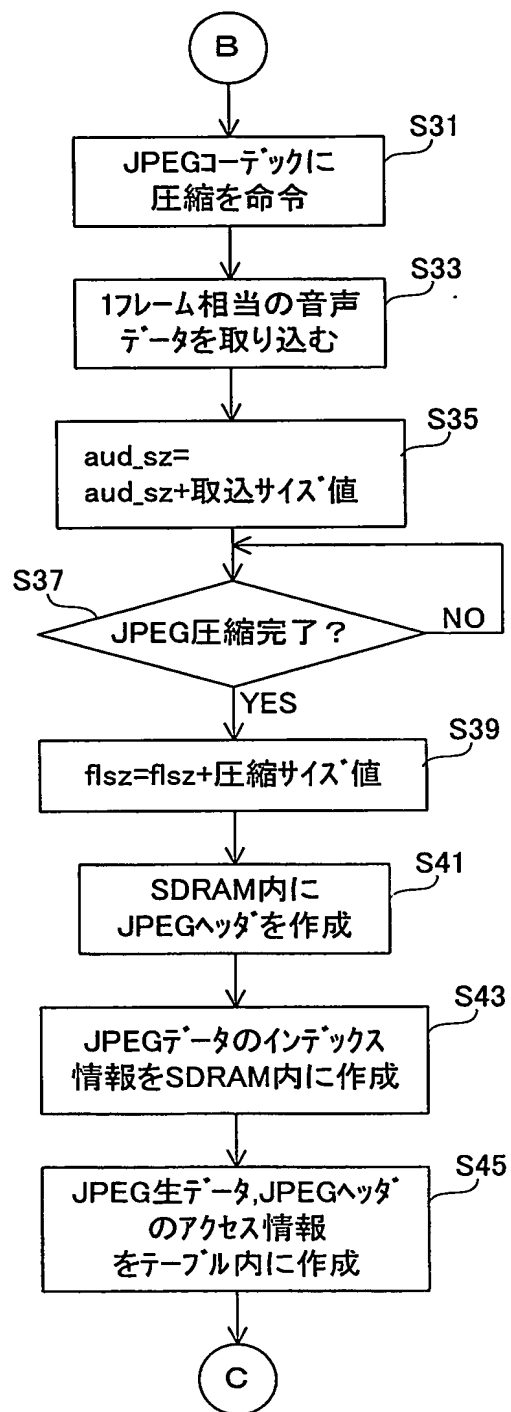 B
S31
JPEGコーデックに
圧縮を命令
S33
1フレーム相当の音声
データを取り込む
S35
aud_sz=
aud_sz+取込サイズ値
S37
JPEG圧縮完了？
NO
YES
S39
flsz=flsz+圧縮サイズ値
S41
SDRAM内に
JPEGヘッダを作成
S43
JPEGデータのインデックス
情報をSDRAM内に作成
S45
JPEG生データ,JPEGヘッダ
のアクセス情報
をテーブル内に作成
C